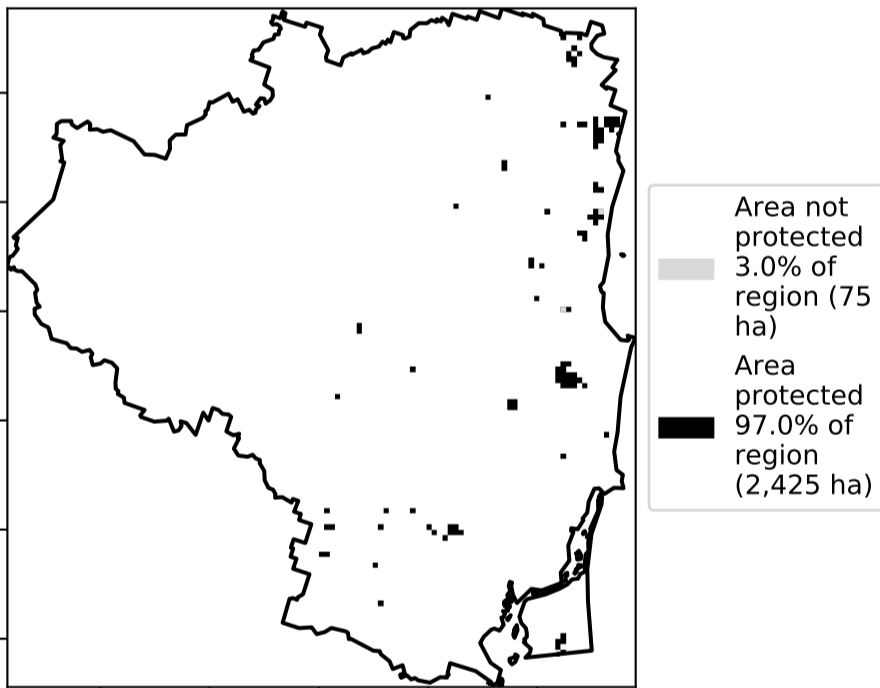 Area not
protected
3.0% of
region (75
ha)
Area
protected
97.0% of
region
(2,425 ha)